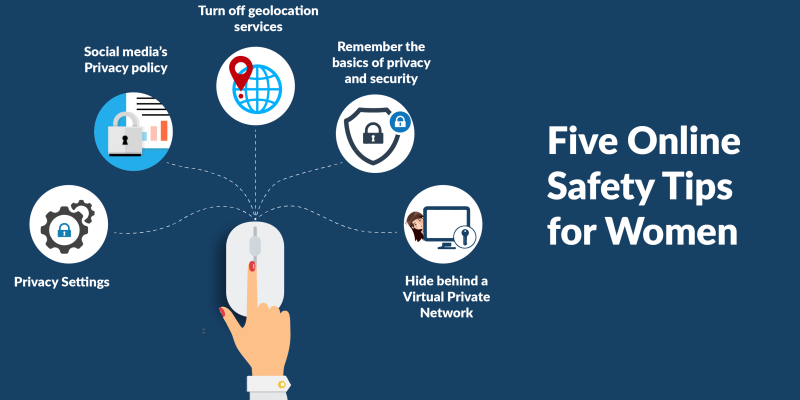 Turn off geolocation
services
Social media's
Privacy policy
Remember the
basics of privacy
and security
Privacy Settings
Hide behind a
Virtual Private
Network
Five Online
Safety Tips
for Women